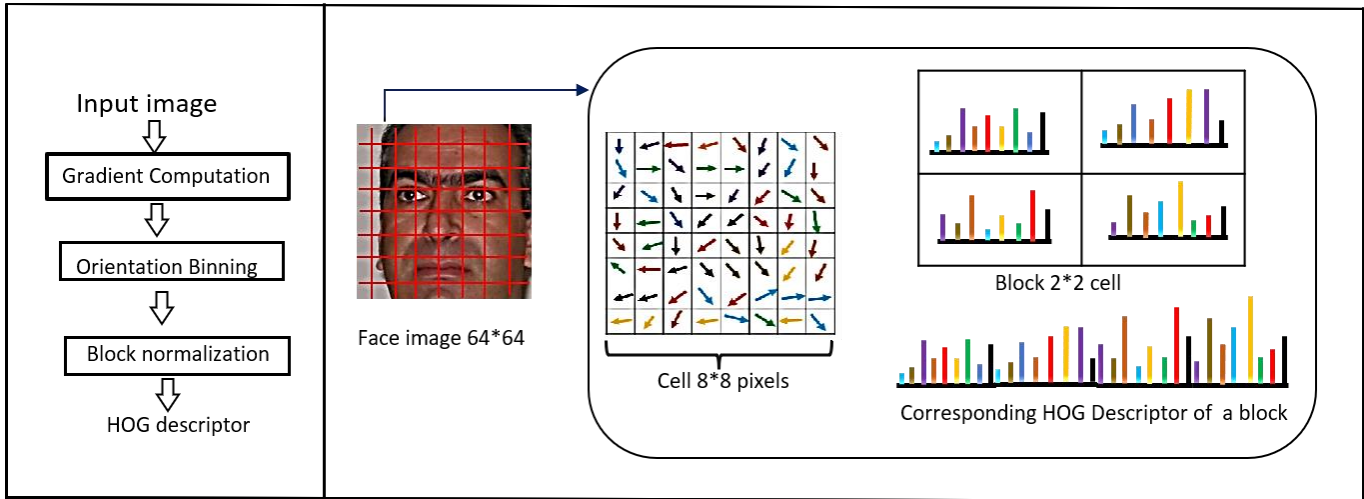 Input image
Gradient Computation
Orientation Binning
Block normalization
HOG descriptor
Face image 64*64
Cell 8*8 pixels
Block 2*2 cell
Corresponding HOG Descriptor of a block